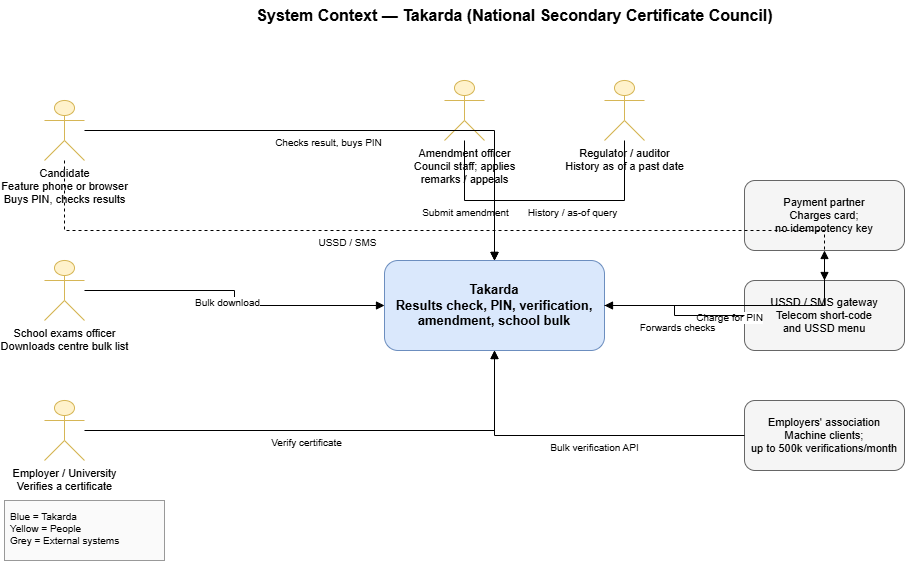 System Context — Takarda (National Secondary Certificate Council)
Checks result, buys PIN
Candidate
Feature phone or browser
Buys PIN, checks results
Amendment officer
Council staff; applies
remarks / appeals
Regulator / auditor
History as of a past date
Submit amendment
History / as-of query
Payment partner
Charges card;
no idempotency key
USSD / SMS
School exams officer
Downloads centre bulk list
Bulk download
Takarda
Results check, PIN, verification,
amendment, school bulk
USSD / SMS gateway
Telecom short-code
and USSD menu
Charge for PIN
Forwards checks
Employer / University
Verifies a certificate
Verify certificate
Bulk verification API
Employers' association
Machine clients;
up to 500k verifications/month
Blue = Takarda
Yellow = People
Grey = External systems